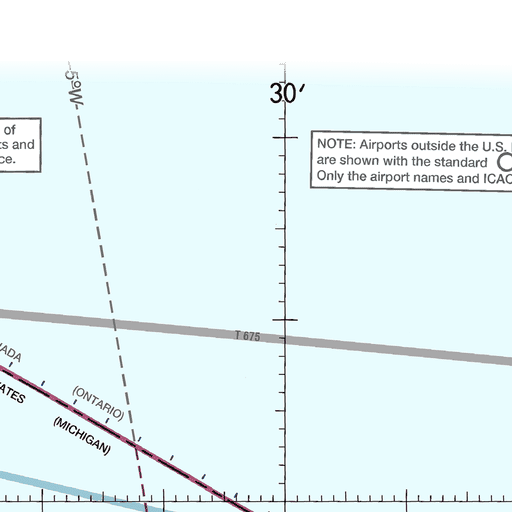 5°W
30′
of
and
ce.
NOTE: Airports outside the U.S.
are shown with the standard
Only the airport names and ICAO
T 675
ADA
ATES
(ONTARIO)
(MICHIGAN)